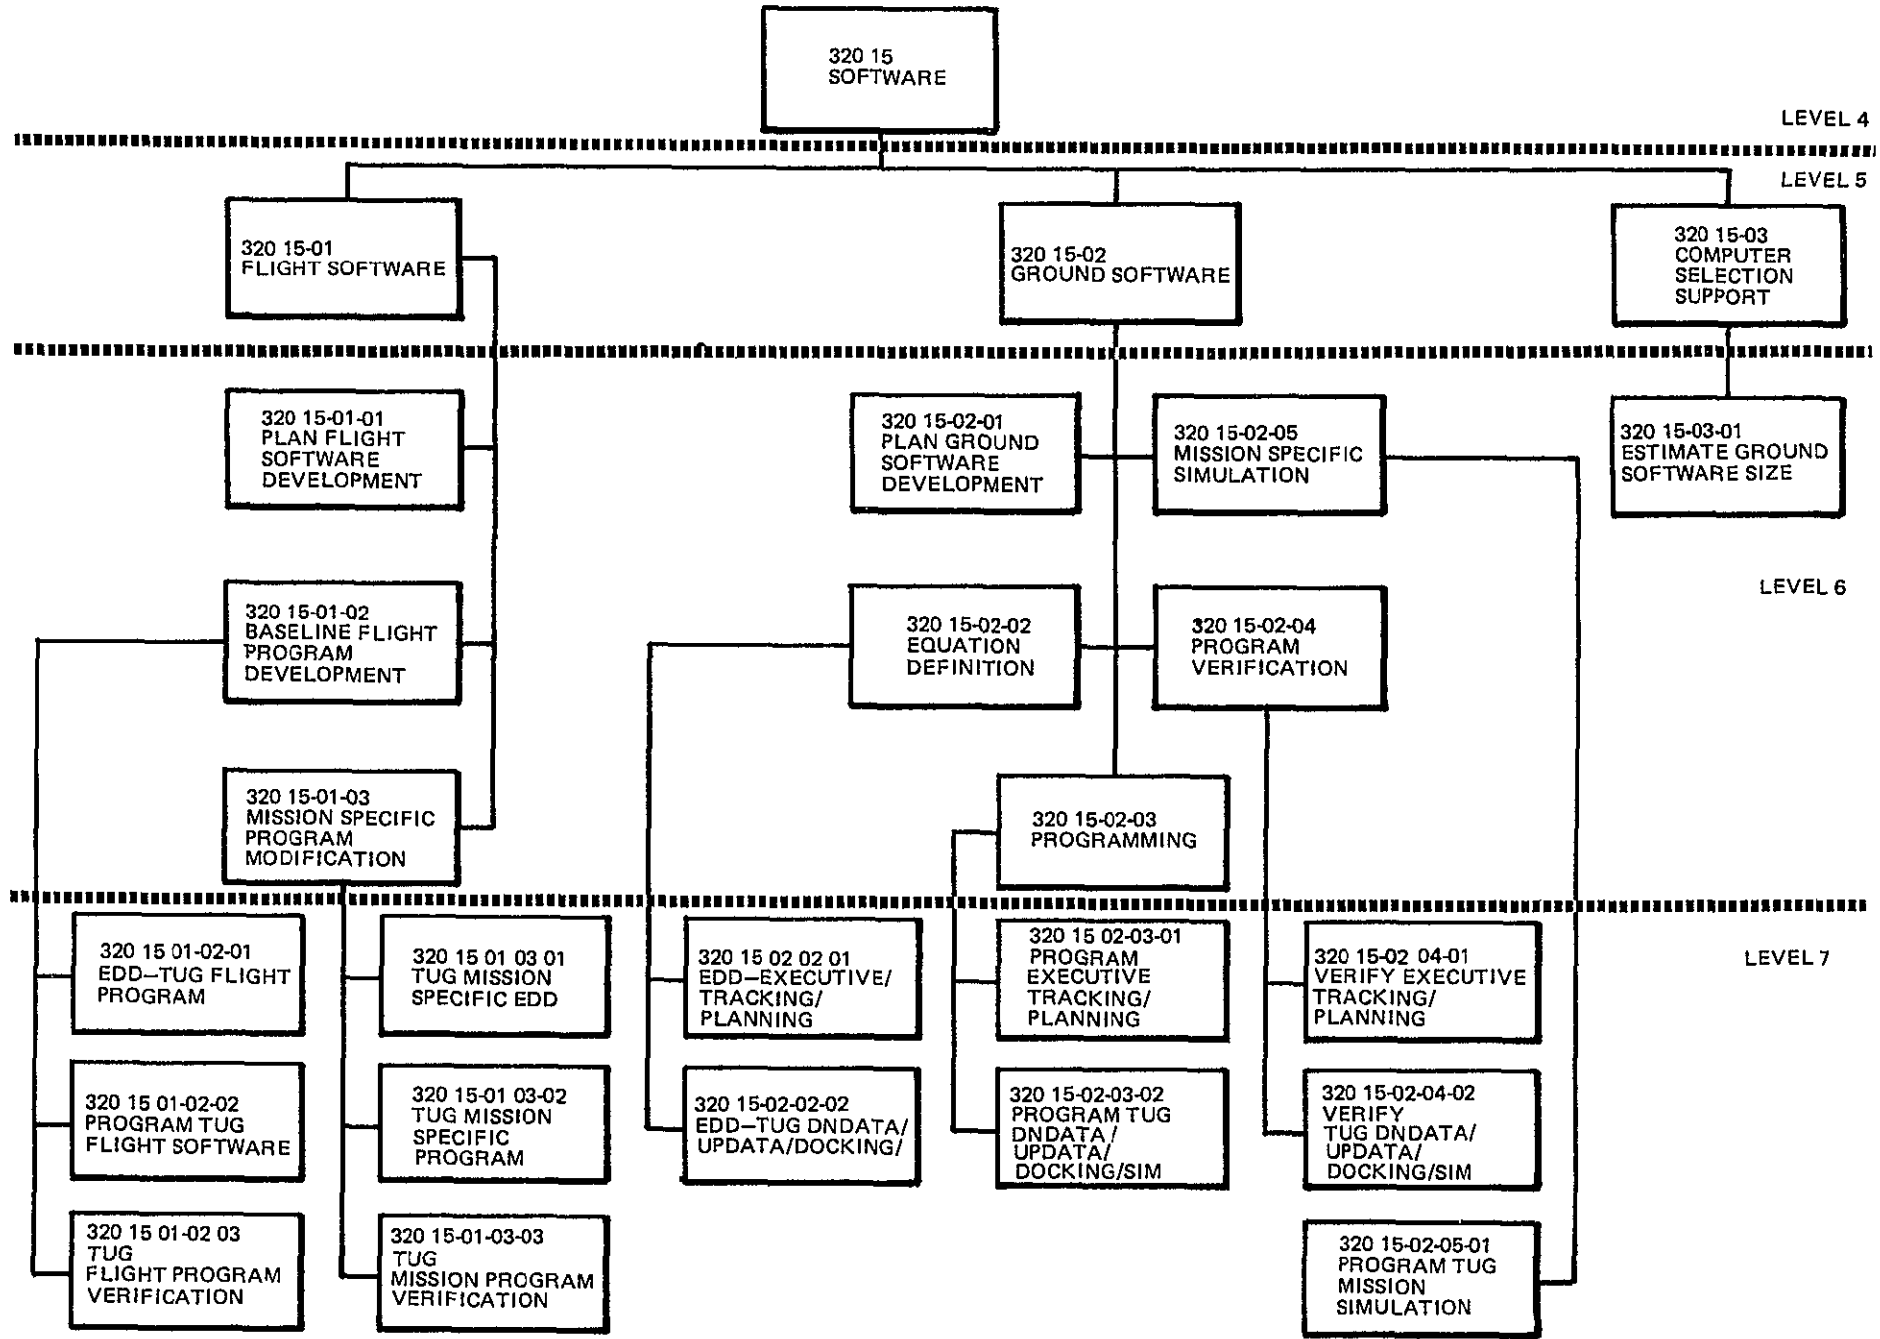 320 15
SOFTWARE
LEVEL 4
LEVEL 5
320 15-01
FLIGHT SOFTWARE
320 15-02
GROUND SOFTWARE
320 15-03
COMPUTER
SELECTION
SUPPORT
320 15-01-01
PLAN FLIGHT
SOFTWARE
DEVELOPMENT
320 15-02-01
PLAN GROUND
SOFTWARE
DEVELOPMENT
320 15-02-05
MISSION SPECIFIC
SIMULATION
320 15-03-01
ESTIMATE GROUND
SOFTWARE SIZE
LEVEL 6
320 15-01-02
BASELINE FLIGHT
PROGRAM
DEVELOPMENT
320 15-02-02
EQUATION
DEFINITION
320 15-02-04
PROGRAM
VERIFICATION
320 15-01-03
MISSION SPECIFIC
PROGRAM
MODIFICATION
320 15-02-03
PROGRAMMING
LEVEL 7
320 15 01-02-01
EDD–TUG FLIGHT
PROGRAM
320 15 01 03 01
TUG MISSION
SPECIFIC EDD
320 15 02 02 01
EDD–EXECUTIVE/
TRACKING/
PLANNING
320 15 02-03-01
PROGRAM
EXECUTIVE
TRACKING/
PLANNING
320 15-02 04-01
VERIFY EXECUTIVE
TRACKING/
PLANNING
320 15 01-02-02
PROGRAM TUG
FLIGHT SOFTWARE
320 15-01 03-02
TUG MISSION
SPECIFIC
PROGRAM
320 15-02-02-02
EDD–TUG DNDATA/
UPDATA/DOCKING/
320 15-02-03-02
PROGRAM TUG
DNDATA/
UPDATA/
DOCKING/SIM
320 15-02-04-02
VERIFY
TUG DNDATA/
UPDATA/
DOCKING/SIM
320 15 01-02 03
TUG
FLIGHT PROGRAM
VERIFICATION
320 15-01-03-03
TUG
MISSION PROGRAM
VERIFICATION
320 15-02-05-01
PROGRAM TUG
MISSION
SIMULATION